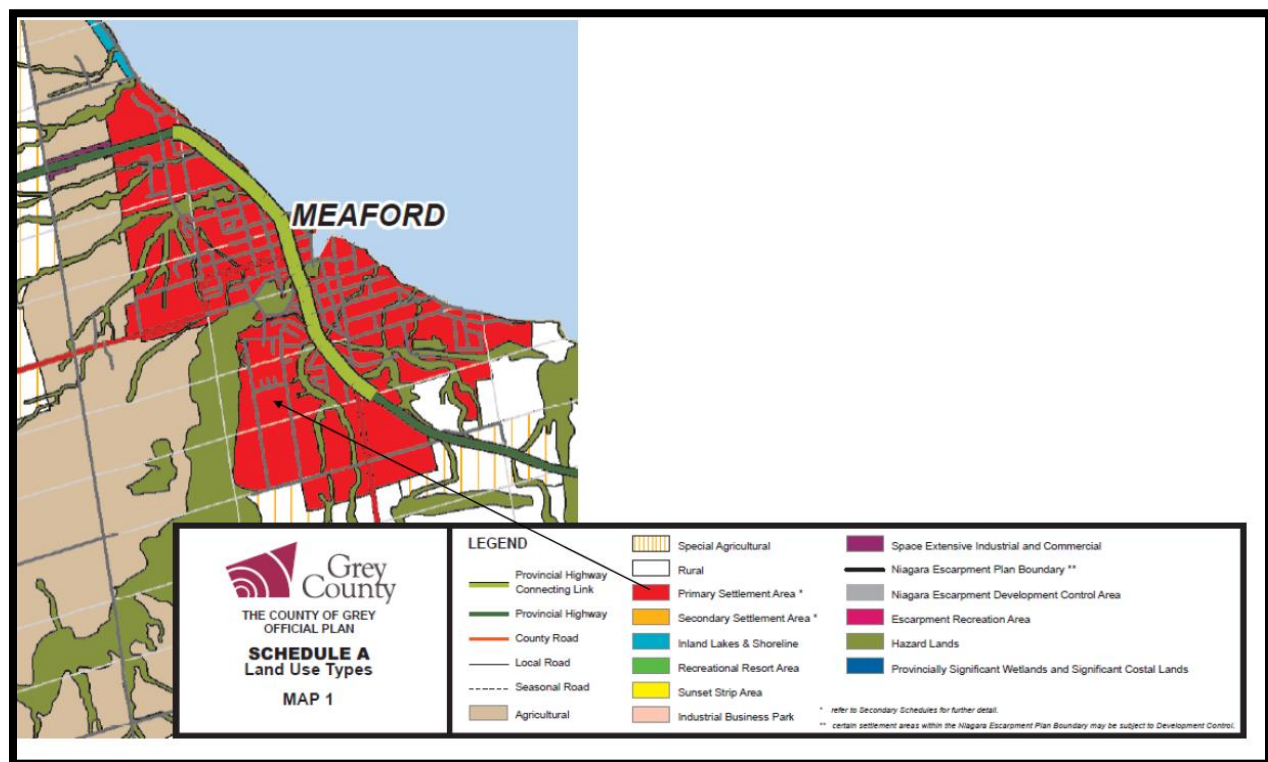 MEAFORD
Grey
County
THE COUNTY OF GREY
OFFICIAL PLAN
SCHEDULE A
Land Use Types
MAP 1
LEGEND
Provincial Highway
Connecting Link
Provincial Highway
County Road
Local Road
Seasonal Road
Agricultural
Special Agricultural
Rural
Primary Settlement Area *
Secondary Settlement Area *
Inland Lakes & Shoreline
Recreational Resort Area
Sunset Strip Area
Industrial Business Park
Space Extensive Industrial and Commercial
Niagara Escarpment Plan Boundary **
Niagara Escarpment Development Control Area
Escarpment Recreation Area
Hazard Lands
Provincially Significant Wetlands and Significant Costal Lands
* refer to Secondary Schedules for further detail.
** certain settlement areas within the Niagara Escarpment Plan Boundary may be subject to Development Control.